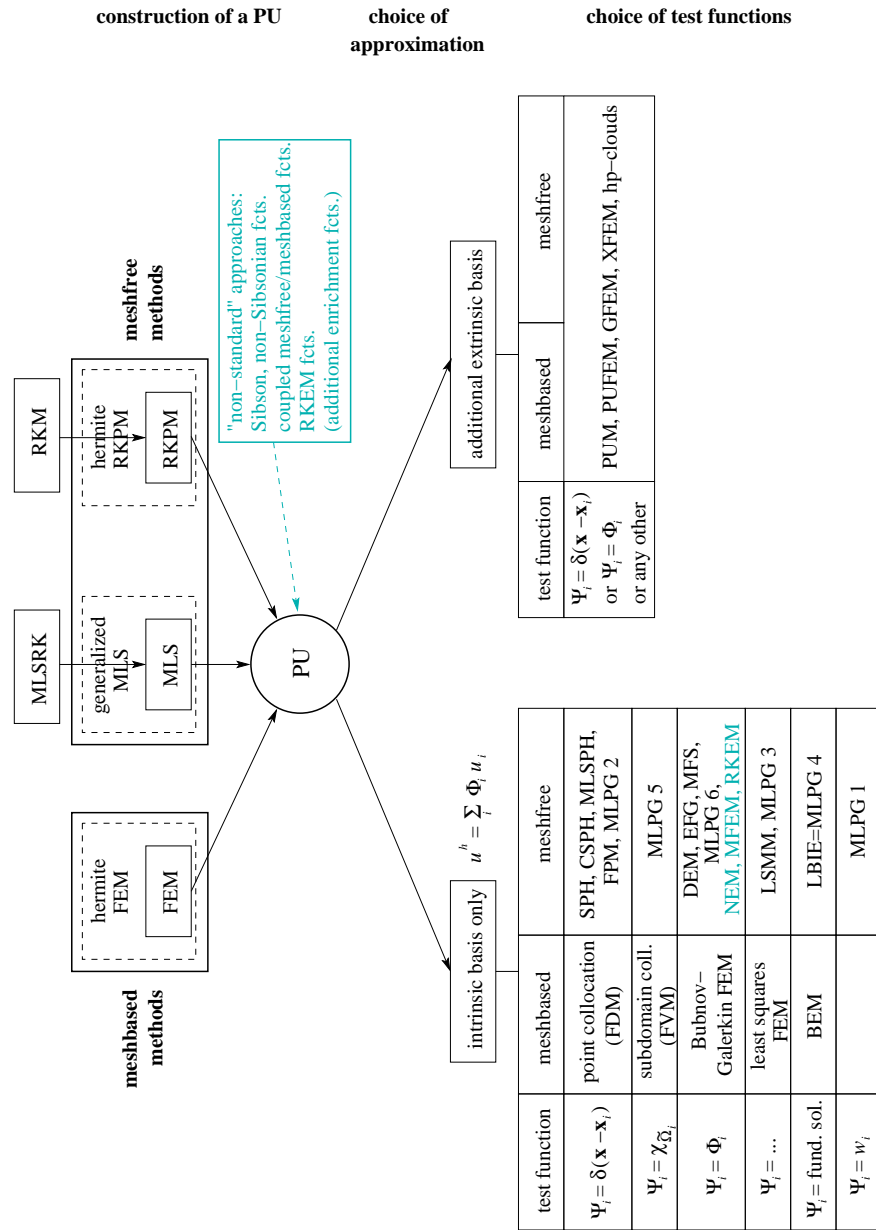 construction of a PU
choice of
approximation
choice of test functions
meshbased
methods
meshfree
methods
hermite
FEM
FEM
MLSRK
generalized
MLS
MLS
RKM
hermite
RKPM
RKPM
"non−standard" approaches:
Sibson, non−Sibsonian fcts.
coupled meshfree/meshbased fcts.
RKEM fcts.
(additional enrichment fcts.)
PU
intrinsic basis only
u^h = ∑_i Φ_i u_i
additional extrinsic basis
test function
meshbased
meshfree
Ψ_i = δ(x −x_i)
point collocation
(FDM)
SPH, CSPH, MLSPH,
FPM, MLPG 2
Ψ_i = χ_Ω̃_i
subdomain coll.
(FVM)
MLPG 5
Ψ_i = Φ_i
Bubnov−
Galerkin FEM
DEM, EFG, MFS,
MLPG 6,
NEM, MFEM, RKEM
Ψ_i = ...
least squares
FEM
LSMM, MLPG 3
Ψ_i = fund. sol.
BEM
LBIE=MLPG 4
Ψ_i = w_i
MLPG 1
test function
meshbased
meshfree
Ψ_i = δ(x −x_i)
or Ψ_i = Φ_i
or any other
PUM, PUFEM, GFEM, XFEM, hp−clouds